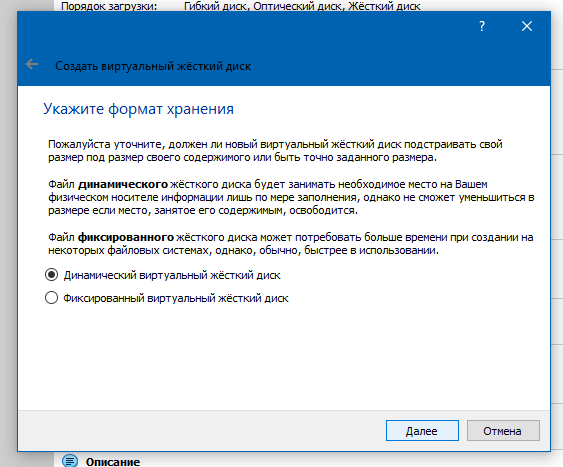 Порядок загрузки: Гибкий диск, Оптический диск, Жёсткий диск
?
Создать виртуальный жёсткий диск
Укажите формат хранения
Пожалуйста уточните, должен ли новый виртуальный жёсткий диск подстраивать свой
размер под размер своего содержимого или быть точно заданного размера.
Файл динамического жёсткого диска будет занимать необходимое место на Вашем
физическом носителе информации лишь по мере заполнения, однако не сможет уменьшиться в
размере если место, занятое его содержимым, освободится.
Файл фиксированного жёсткого диска может потребовать больше времени при создании на
некоторых файловых системах, однако, обычно, быстрее в использовании.
Динамический виртуальный жёсткий диск
Фиксированный виртуальный жёсткий диск
Далее Отмена
Описание